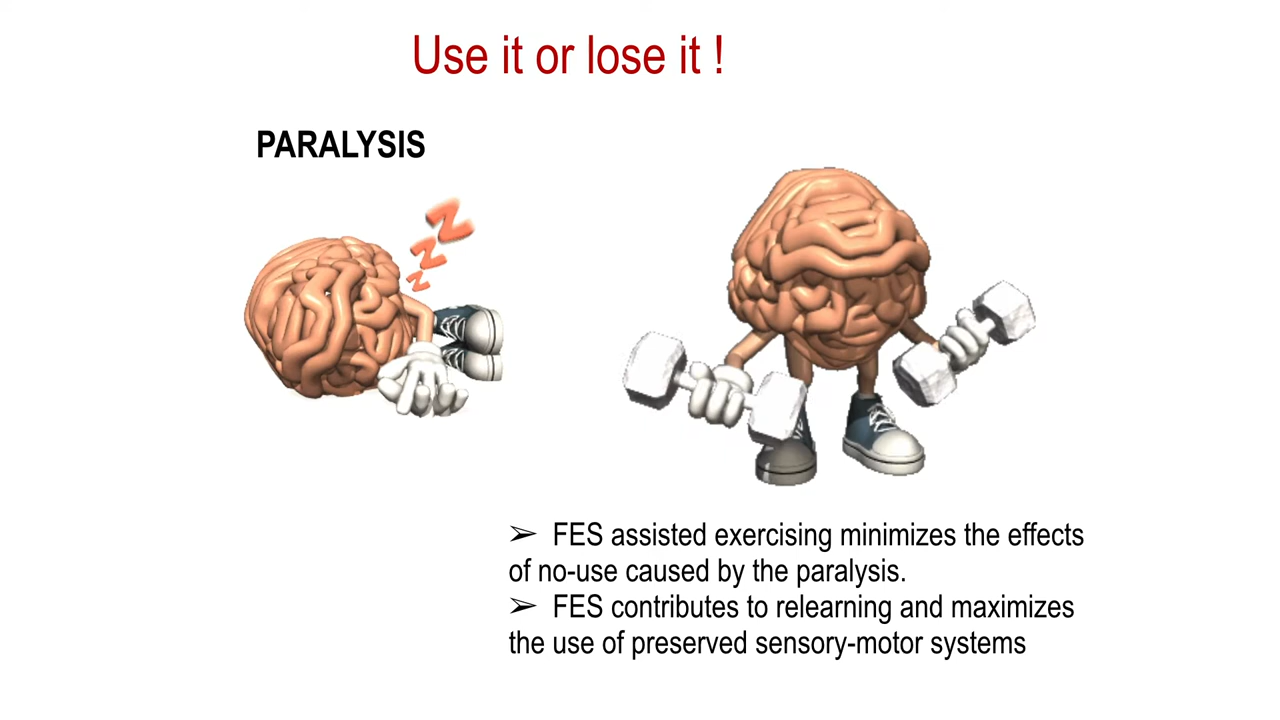 Use it or lose it !
PARALYSIS
z z z
➢ FES assisted exercising minimizes the effects
of no-use caused by the paralysis.
➢ FES contributes to relearning and maximizes
the use of preserved sensory-motor systems